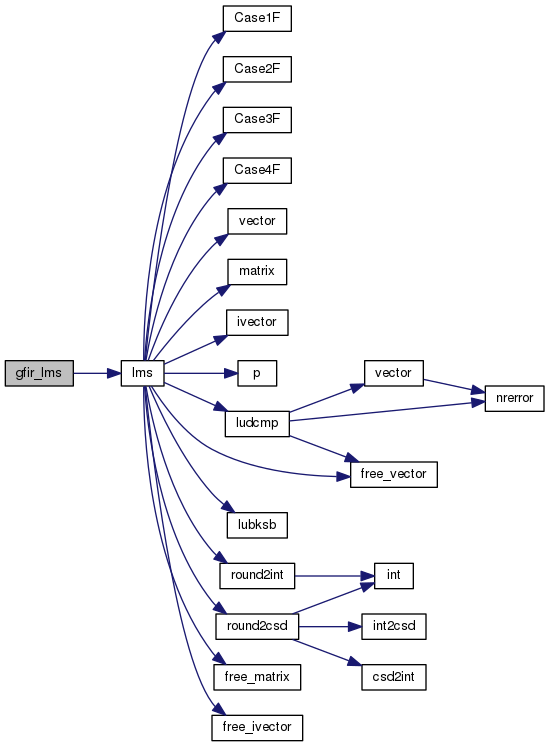 Case1F
Case2F
Case3F
Case4F
vector
matrix
ivector
gfir_lms
lms
p
vector
nrerror
ludcmp
free_vector
lubksb
round2int
int
round2csd
int2csd
free_matrix
csd2int
free_ivector